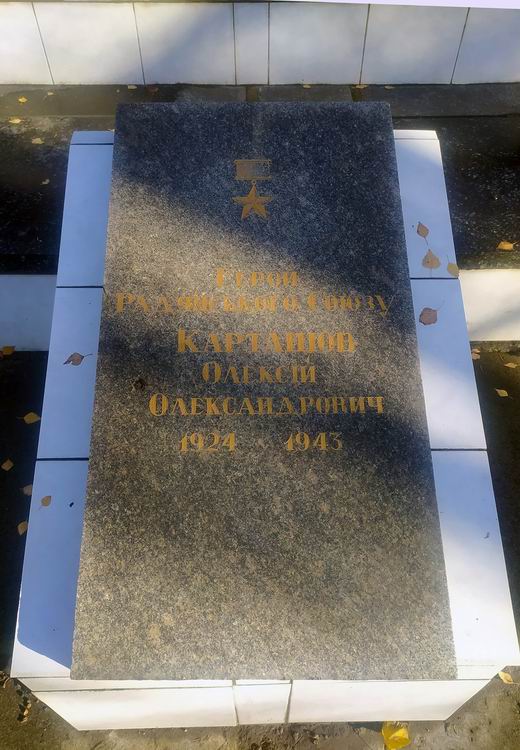 Герой
Радянського Союзу
Карташов
Олексій
Олександрович
1924 1943